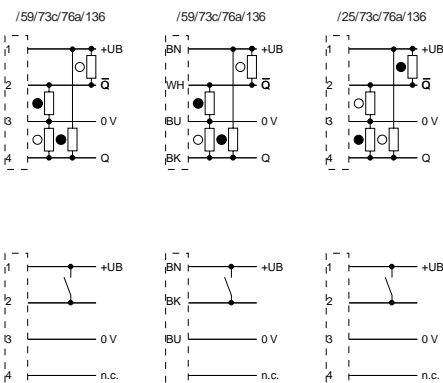 /59/73c/76a/136 /59/73c/76a/136 /25/73c/76a/136
1 +UB BN +UB 1 +UB
2 Q̅ WH Q̅ 2 Q̅
3 0 V BU 0 V 3 0 V
4 Q BK Q 4 Q
1 +UB BN +UB 1 +UB
2 BK 2
3 0 V BU 0 V 3 0 V
4 n.c. n.c. 4 n.c.